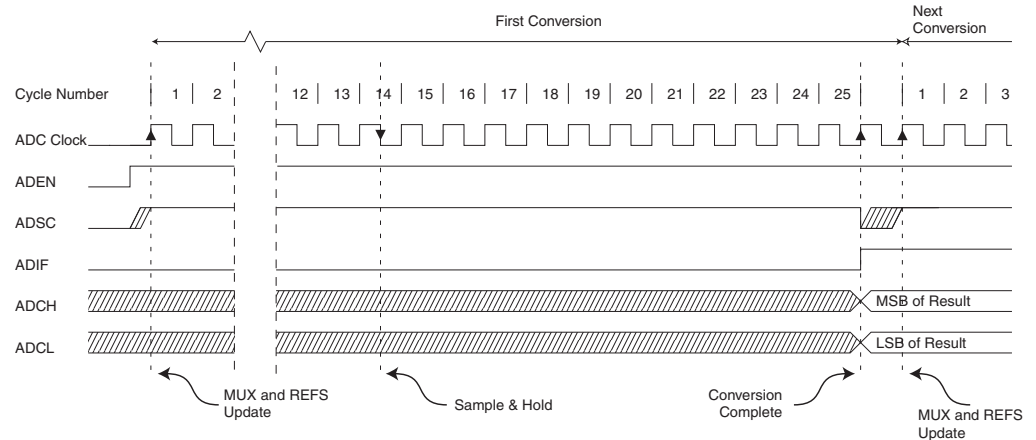 First Conversion
Next
Conversion
Cycle Number 1 2 12 13 14 15 16 17 18 19 20 21 22 23 24 25 1 2 3
ADC Clock
ADEN
ADSC
ADIF
ADCH MSB of Result
ADCL LSB of Result
MUX and REFS
Update
Sample & Hold
Conversion
Complete
MUX and REFS
Update